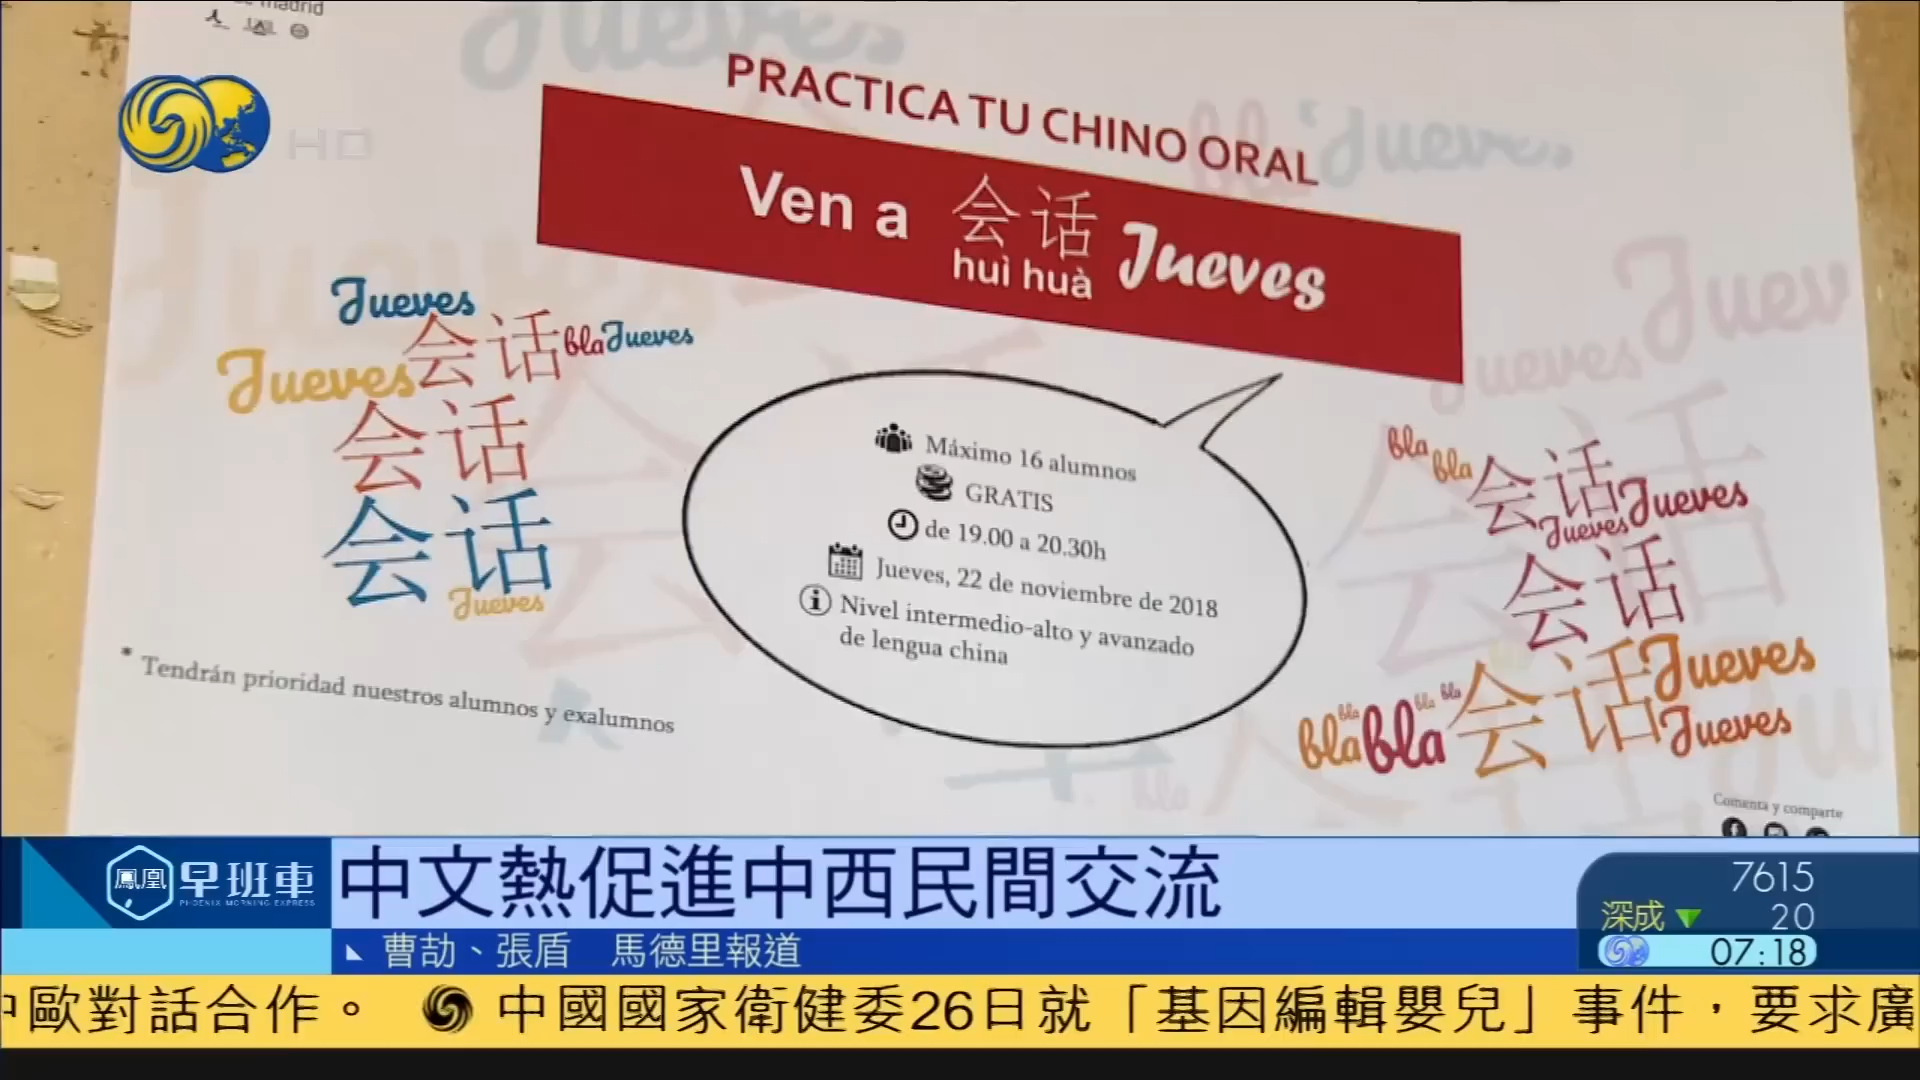 madrid
HD
PRACTICA TU CHINO ORAL
Ven a 会话 Jueves
huì huà
Jueves
会话 bla Jueves
Jueves
会话
会话
Jueves
Máximo 16 alumnos
GRATIS
de 19.00 a 20.30h
Jueves, 22 de noviembre de 2018
Nivel intermedio-alto y avanzado
de lengua china
* Tendrán prioridad nuestros alumnos y exalumnos
bla
bla 会话 Jueves
Jueves
会话
bla bla bla bla bla 会话 Jueves
Jueves
Comenta y comparte
鳳凰 早班車
PHOENIX MORNING EXPRESS
中文熱促進中西民間交流
曹劼、張盾 馬德里報道
7615
深成 20
07:18
歐對話合作。 中國國家衛健委26日就「基因編輯嬰兒」事件，要求廣